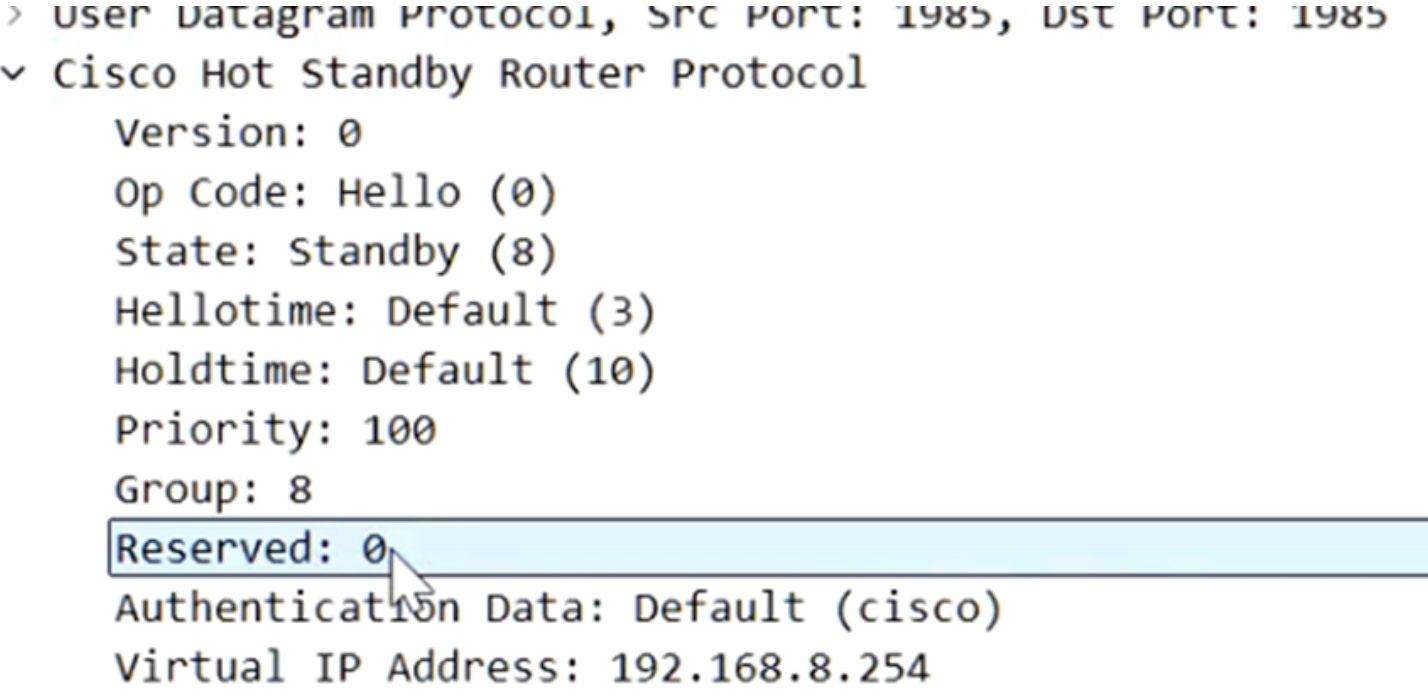 User Datagram Protocol, Src Port: 1985, Dst Port: 1985
Cisco Hot Standby Router Protocol
Version: 0
Op Code: Hello (0)
State: Standby (8)
Hellotime: Default (3)
Holdtime: Default (10)
Priority: 100
Group: 8
Reserved: 0
Authentication Data: Default (cisco)
Virtual IP Address: 192.168.8.254